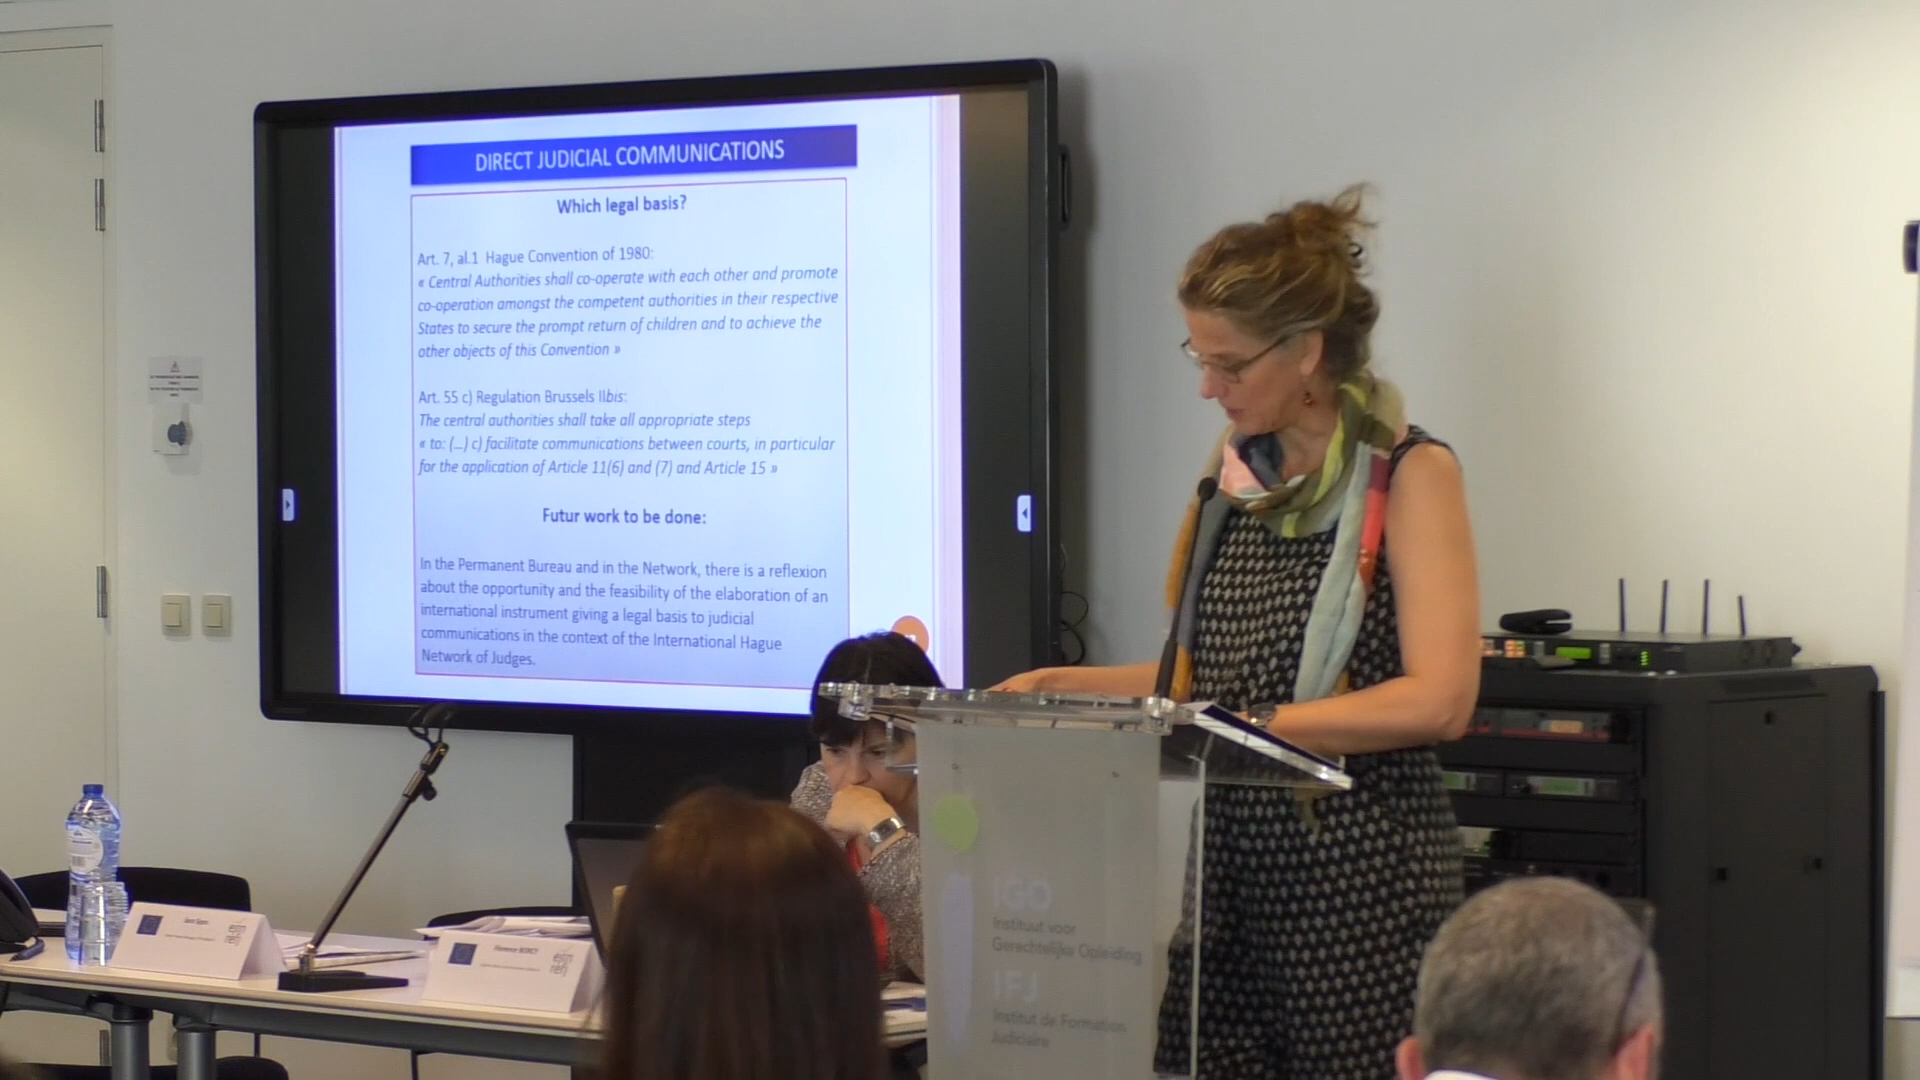 DIRECT JUDICIAL COMMUNICATIONS
Which legal basis?
Art. 7, al.1 Hague Convention of 1980:
« Central Authorities shall co-operate with each other and promote
co-operation amongst the competent authorities in their respective
States to secure the prompt return of children and to achieve the
other objects of this Convention »
Art. 55 c) Regulation Brussels IIbis:
The central authorities shall take all appropriate steps
« to: (...) c) facilitate communications between courts, in particular
for the application of Article 11(6) and (7) and Article 15 »
Futur work to be done:
In the Permanent Bureau and in the Network, there is a reflexion
about the opportunity and the feasibility of the elaboration of an
international instrument giving a legal basis to judicial
communications in the context of the International Hague
Network of Judges.
IGO
Instituut voor
Gerechtelijke Opleiding
IFJ
Institut de Formation
Judiciaire